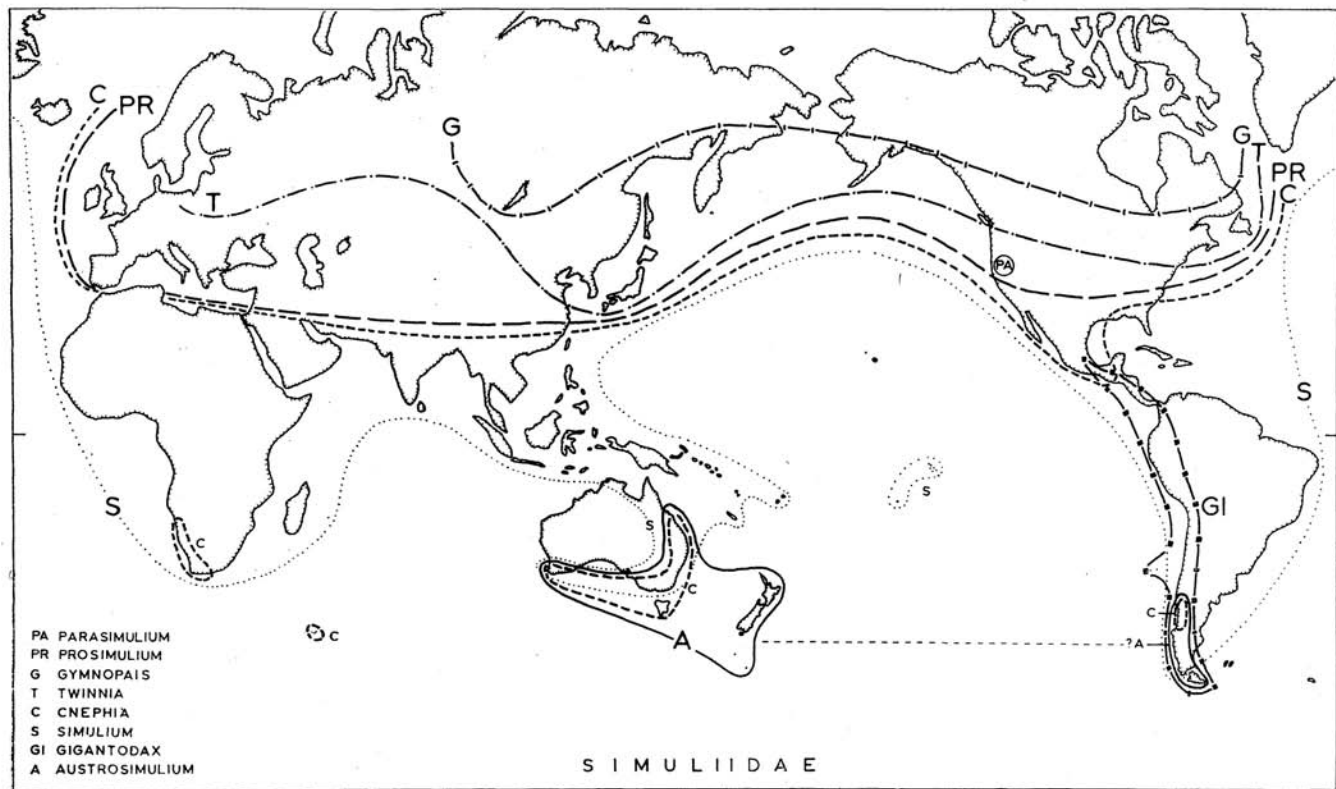 C
PR
G
T
G
T
PR
C
PA
S
S
S
S
C
C
C
A
GI
C
?A
PA PARASIMULIUM
PR PROSIMULIUM
G GYMNOPAIS
T TWINNIA
C CNEPHIA
S SIMULIUM
GI GIGANTODAX
A AUSTROSIMULIUM
SIMULIIDAE